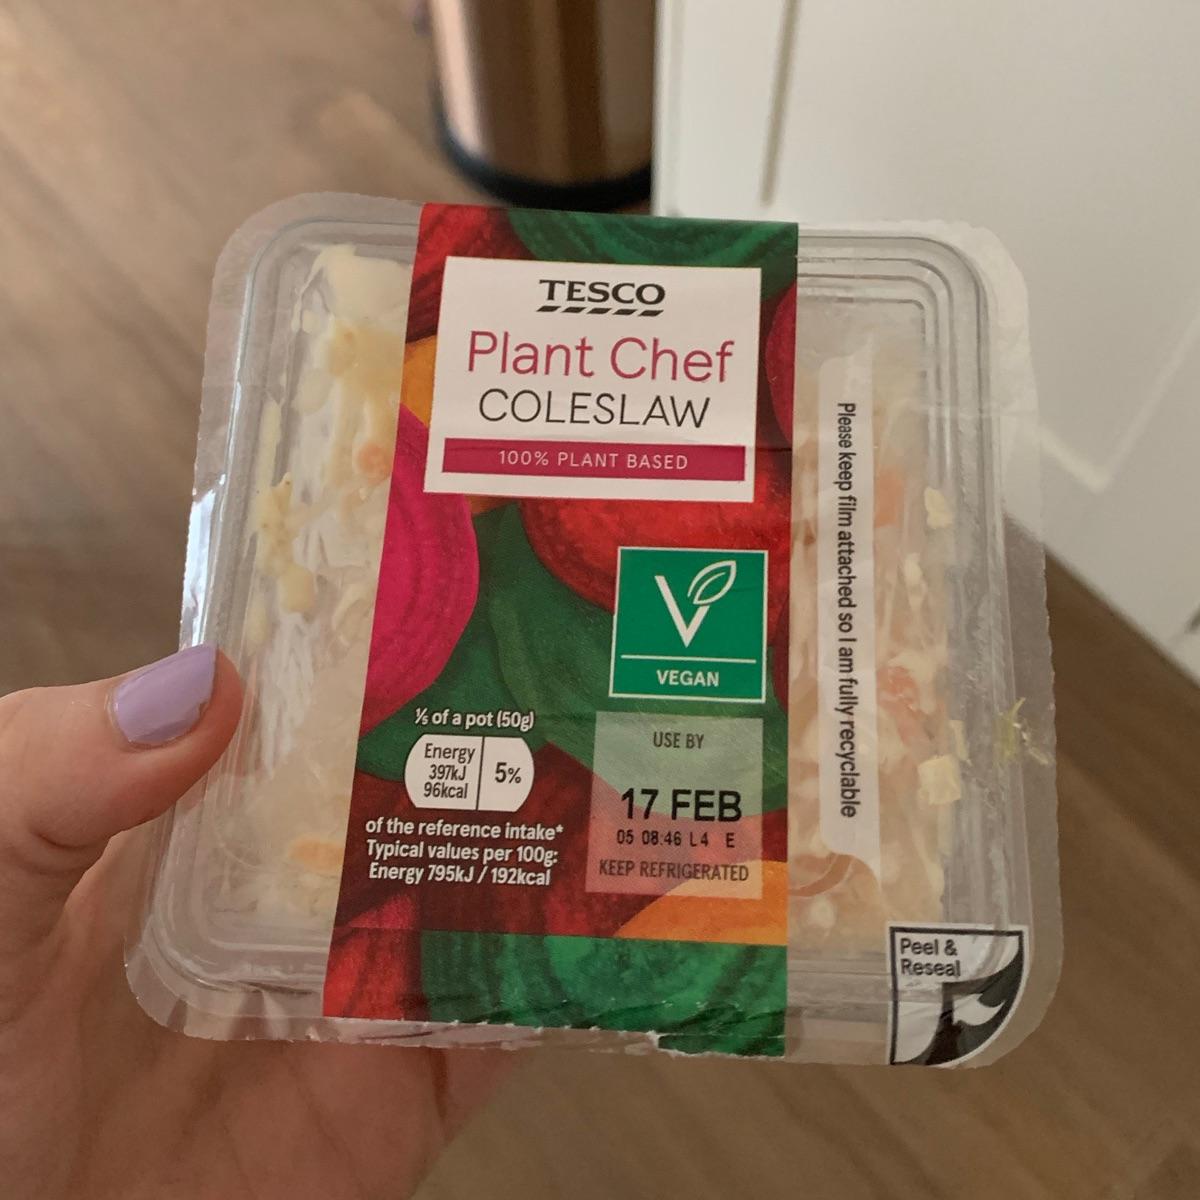 TESCO
Plant Chef
COLESLAW
100% PLANT BASED
VEGAN
⅕ of a pot (50g)
Energy
397kJ
96kcal
5%
of the reference intake*
Typical values per 100g:
Energy 795kJ / 192kcal
USE BY
17 FEB
05 08:46 L4 E
KEEP REFRIGERATED
Please keep film attached so I am fully recyclable
Peel &
Reseal